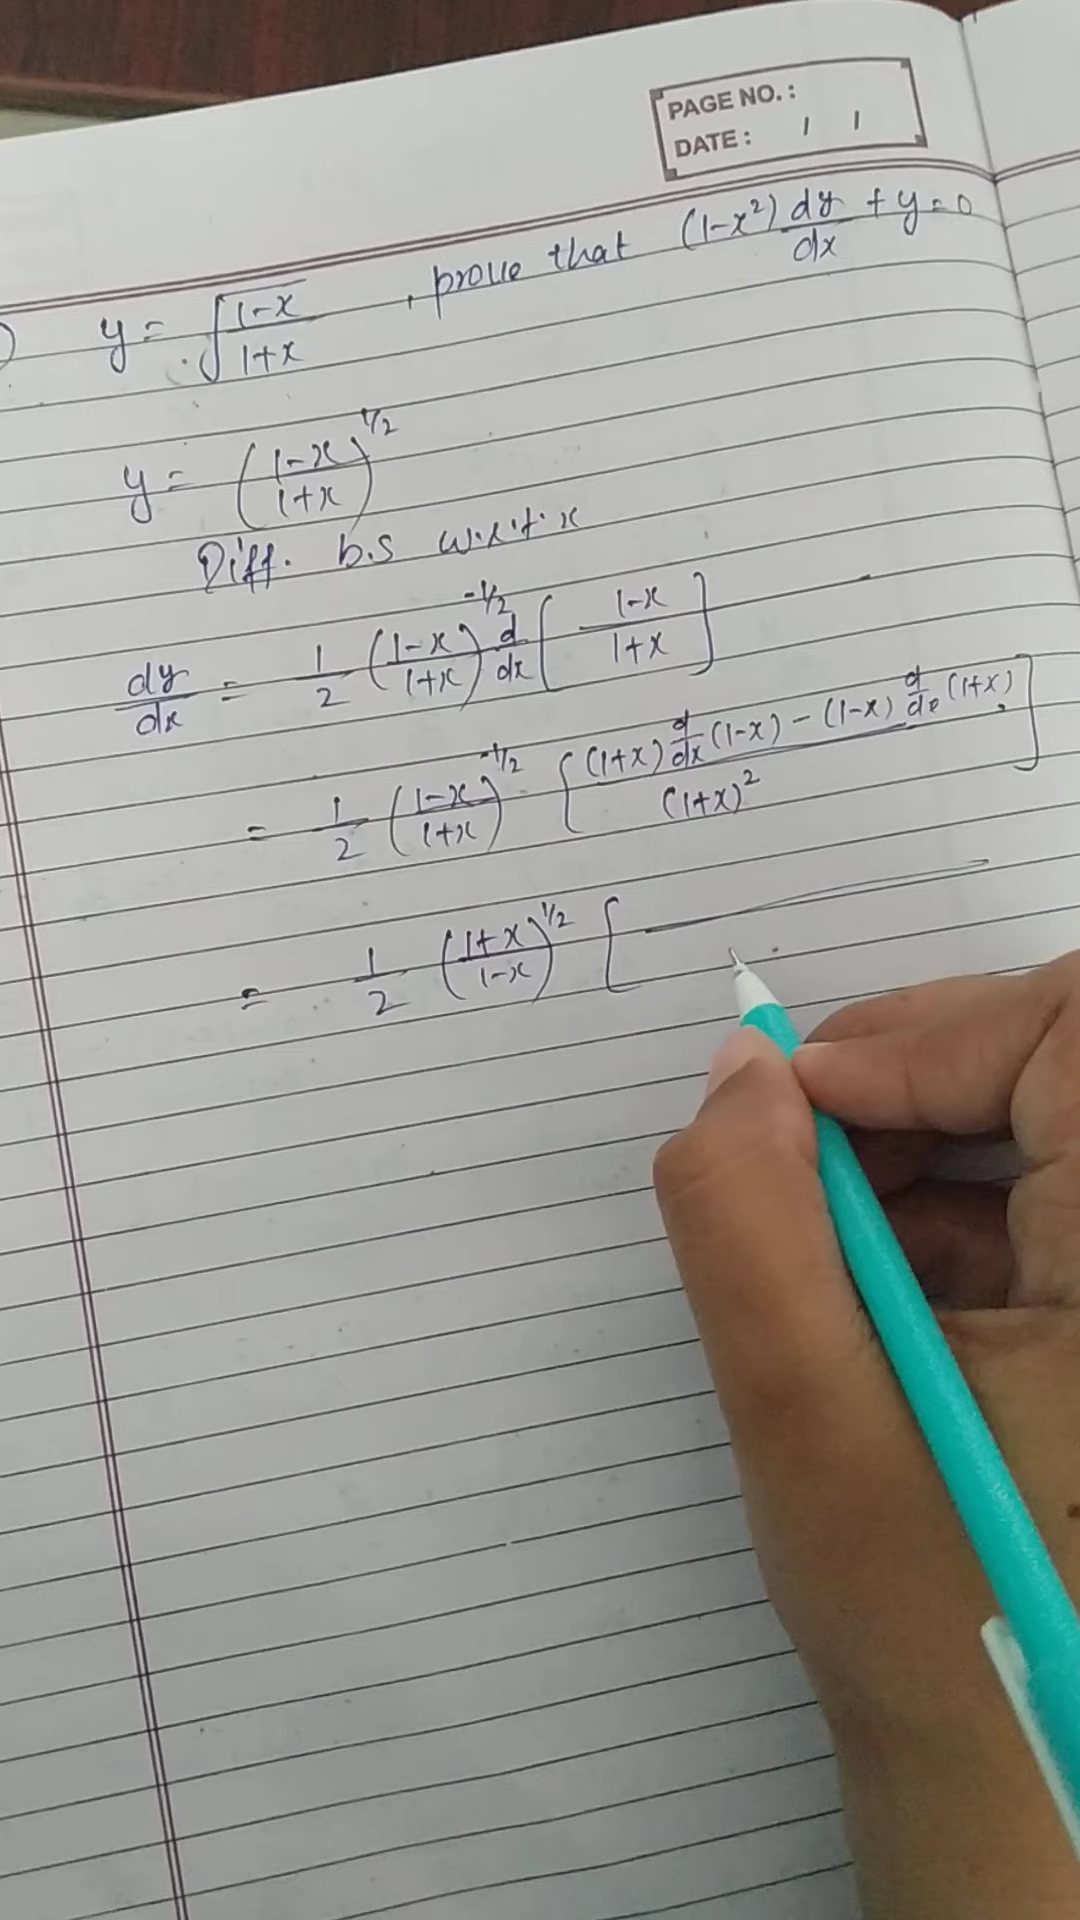 PAGE NO. :
DATE : / /
y = √(1-x / 1+x) , prove that (1-x²) dy/dx + y = 0
y = (1-x / 1+x)^1/2
Diff. b.s w.r.t. x
dy/dx = 1/2 (1-x / 1+x)^-1/2 d/dx [1-x / 1+x]
= 1/2 (1-x / 1+x)^-1/2 [(1+x) d/dx (1-x) - (1-x) d/dx (1+x) / (1+x)²]
= 1/2 (1+x / 1-x)^1/2 [